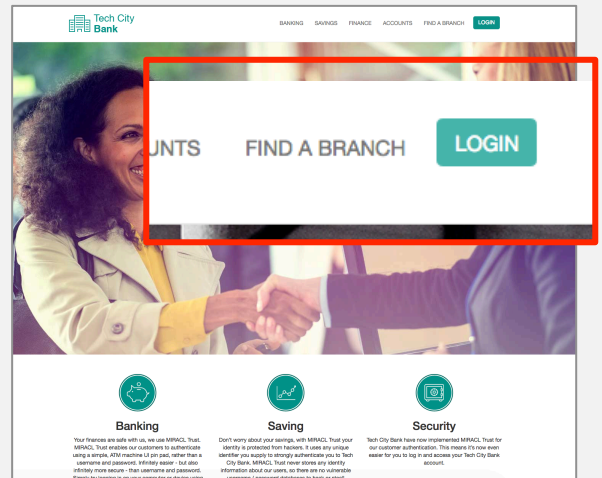 Tech City
Bank
BANKING SAVINGS FINANCE ACCOUNTS FIND A BRANCH LOGIN
UNTS FIND A BRANCH LOGIN
Banking
Your finances are safe with us, we use MIRACL Trust.
MIRACL Trust enables our customers to authenticate
using a simple, ATM machine UI pin pad, rather than a
username and password. Infinitely easier - but also
infinitely more secure - than username and password.
Saving
Don't worry about your savings, with MIRACL Trust your
identity is protected from hackers. It uses any unique
identifier you supply to strongly authenticate you to Tech
City Bank. MIRACL Trust never stores any identity
information about our users, so there are no vulnerable
Security
Tech City Bank have now implemented MIRACL Trust for
our customer authentication. This means it's now even
easier for you to log in and access your Tech City Bank
account.